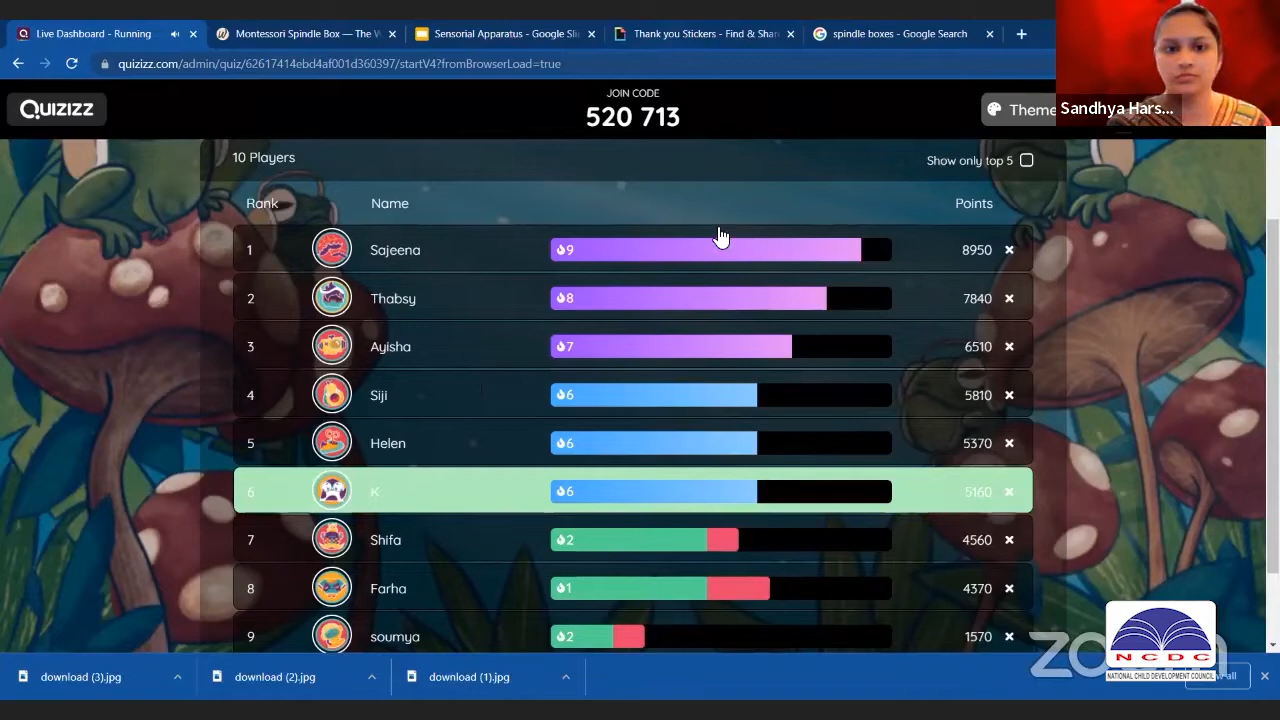 Live Dashboard - Running
Montessori Spindle Box — The W
Sensorial Apparatus - Google Sli
Thank you Stickers - Find & Shar
spindle boxes - Google Search
quizizz.com/admin/quiz/62617414ebd4af001d360397/startV4?fromBrowserLoad=true
Sandhya Hars...
QUIZIZZ
JOIN CODE
520 713
Theme
10 Players
Show only top 5
Rank Name Points
1 Sajeena 9 8950
2 Thabsy 8 7840
3 Ayisha 7 6510
4 Siji 6 5810
5 Helen 6 5370
6 K 6 5160
7 Shifa 2 4560
8 Farha 1 4370
9 soumya 2 1570
zoom
NCDC
NATIONAL CHILD DEVELOPMENT COUNCIL
download (3).jpg
download (2).jpg
download (1).jpg